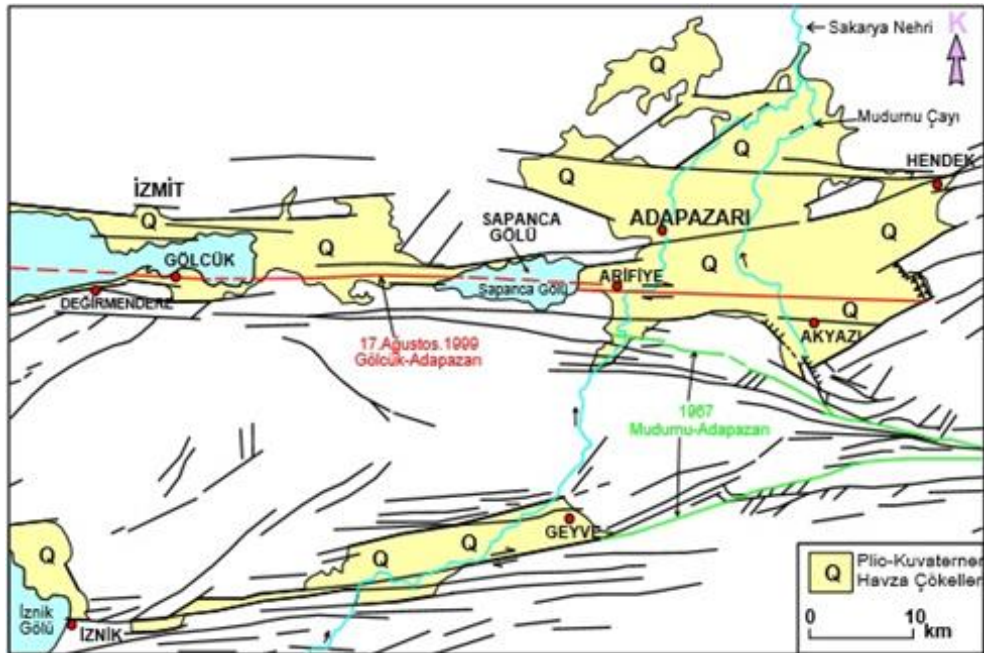 Sakarya Nehri
K
Q
Mudurnu Çayı
Q
HENDEK
Q
İZMİT
Q
SAPANCA
GÖLÜ
ADAPAZARI
Q
Q
GÖLCÜK
ARİFİYE
Sapanca Gölü
DEĞİRMENDERE
Q
AKYAZI
17.Ağustos.1999
Gölcük-Adapazarı
1967
Mudurnu-Adapazarı
GEYVE
Q
Q
Q
İznik
Gölü
İZNİK
Q
Plio-Kuvaterner
Havza Çökelleri
0
10
km